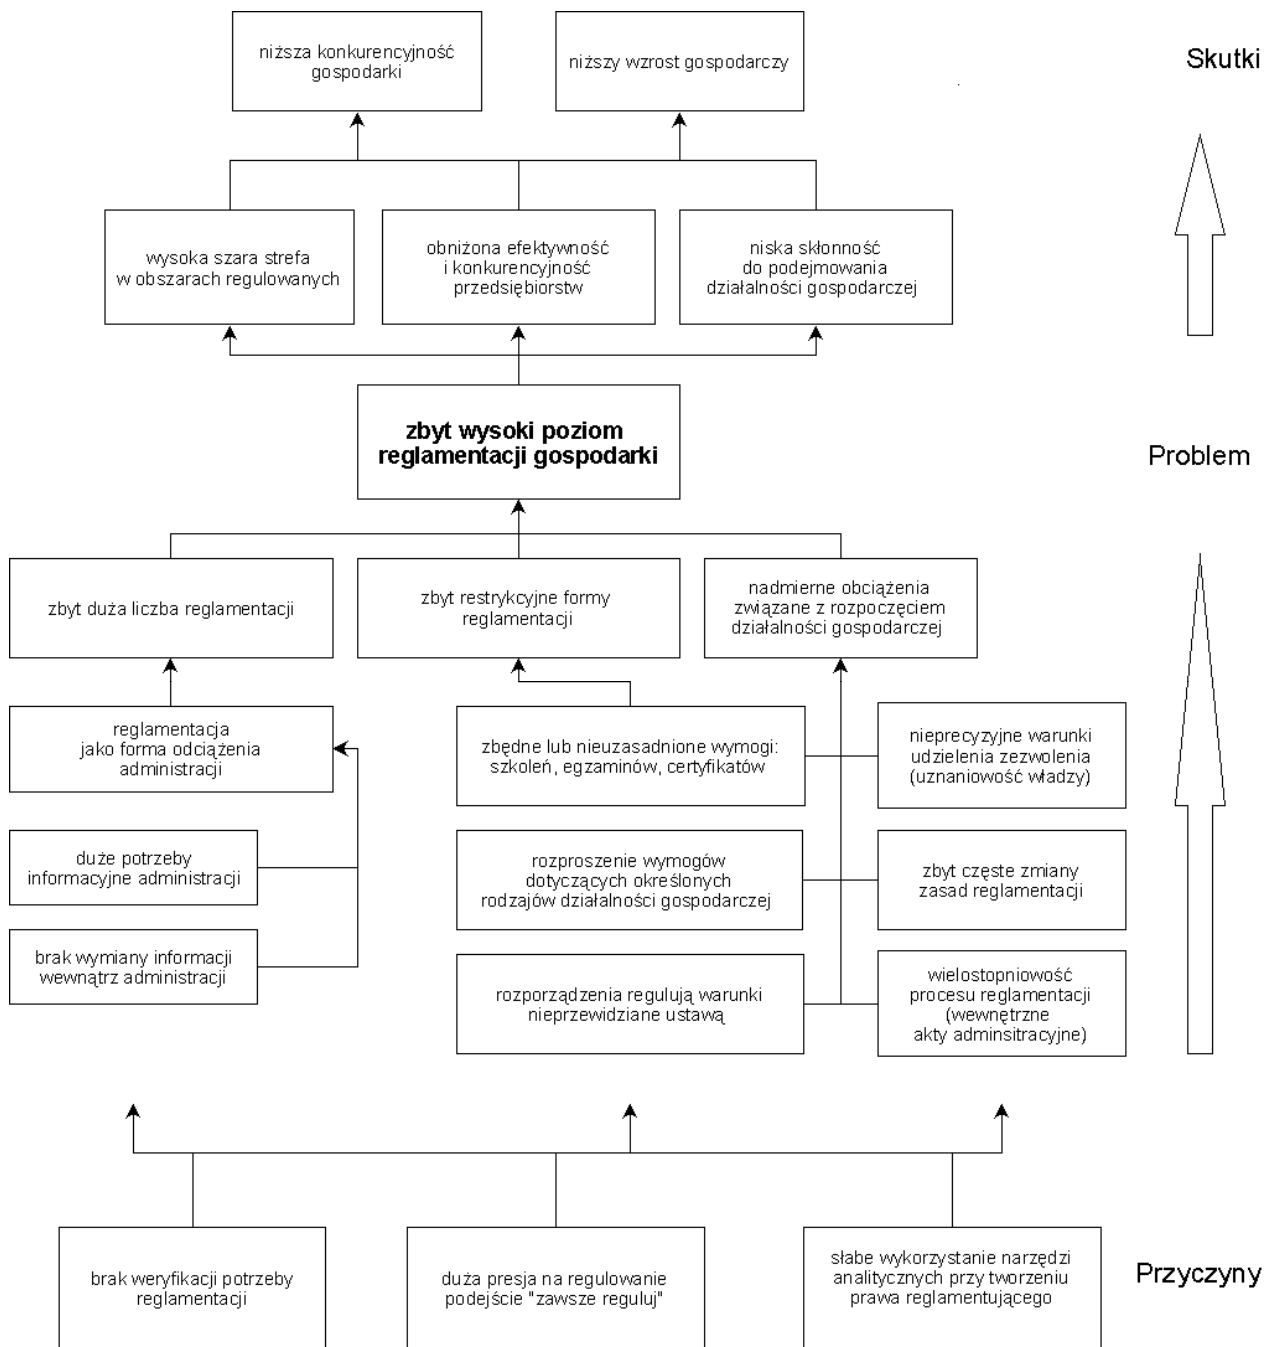 niższa konkurencyjność
gospodarki
niższy wzrost gospodarczy
Skutki
wysoka szara strefa
w obszarach regulowanych
obniżona efektywność
i konkurencyjność
przedsiębiorstw
niska skłonność
do podejmowania
działalności gospodarczej
zbyt wysoki poziom
reglamentacji gospodarki
Problem
zbyt duża liczba reglamentacji
zbyt restrykcyjne formy
reglamentacji
nadmierne obciążenia
związane z rozpoczęciem
działalności gospodarczej
reglamentacja
jako forma odciążenia
administracji
zbędne lub nieuzasadnione wymogi:
szkoleń, egzaminów, certyfikatów
nieprecyzyjne warunki
udzielenia zezwolenia
(uznaniowość władzy)
duże potrzeby
informacyjne administracji
rozproszenie wymogów
dotyczących określonych
rodzajów działalności gospodarczej
zbyt częste zmiany
zasad reglamentacji
brak wymiany informacji
wewnątrz administracji
rozporządzenia regulują warunki
nieprzewidziane ustawą
wielostopniowość
procesu reglamentacji
(wewnętrzne
akty adminsitracyjne)
brak weryfikacji potrzeby
reglamentacji
duża presja na regulowanie
podejście "zawsze reguluj"
słabe wykorzystanie narzędzi
analitycznych przy tworzeniu
prawa reglamentującego
Przyczyny